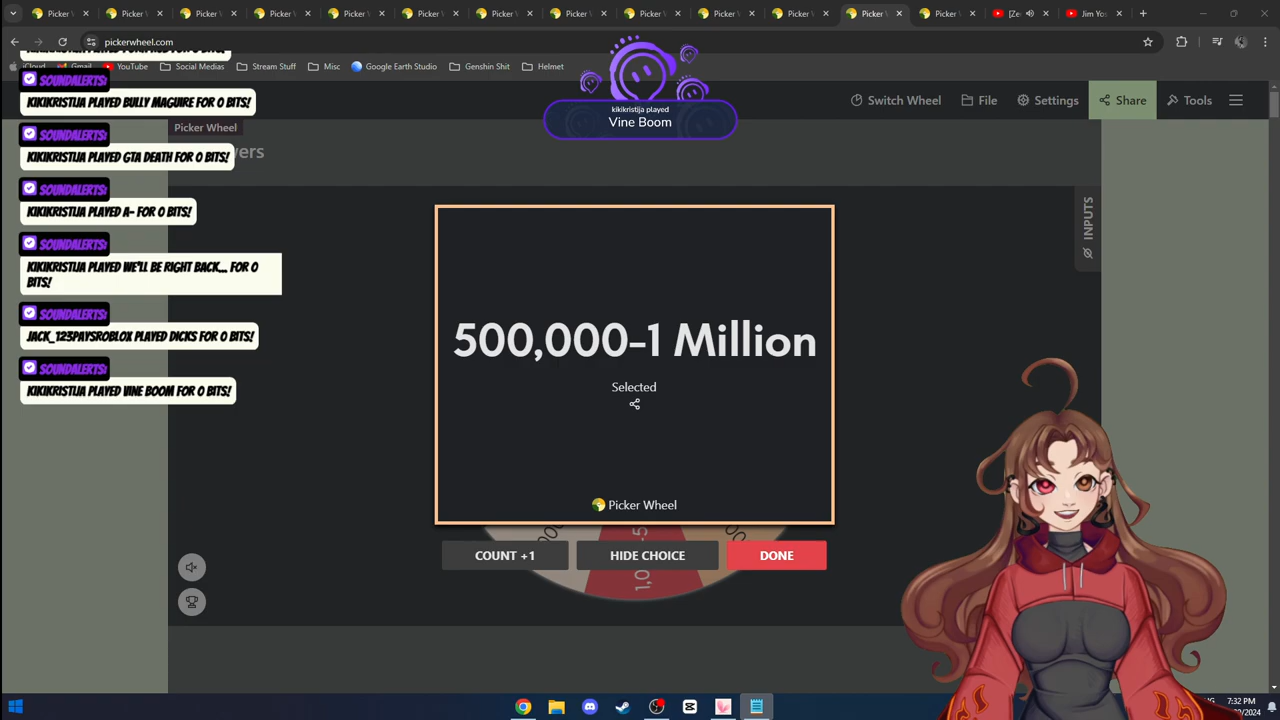 pickerwheel.com
iCloud
Gmail
YouTube
Social Medias
Stream Stuff
Misc
Google Earth Studio
Helmet
SOUNDALERTS:
KIKIKRISTIJA PLAYED BULLY MAGUIRE FOR 0 BITS!
SOUNDALERTS:
KIKIKRISTIJA PLAYED GTA DEATH FOR 0 BITS!
SOUNDALERTS:
KIKIKRISTIJA PLAYED A- FOR 0 BITS!
SOUNDALERTS:
KIKIKRISTIJA PLAYED WE'LL BE RIGHT BACK... FOR 0
BITS!
SOUNDALERTS:
JACK_123PAYSROBLOX PLAYED DICKS FOR 0 BITS!
SOUNDALERTS:
KIKIKRISTIJA PLAYED VINE BOOM FOR 0 BITS!
kikikristija played
Vine Boom
Switch Wheel
File
Settings
Share
Tools
Picker Wheel
INPUTS
500,000-1 Million
Selected
Picker Wheel
COUNT +1
HIDE CHOICE
DONE
7:32 PM